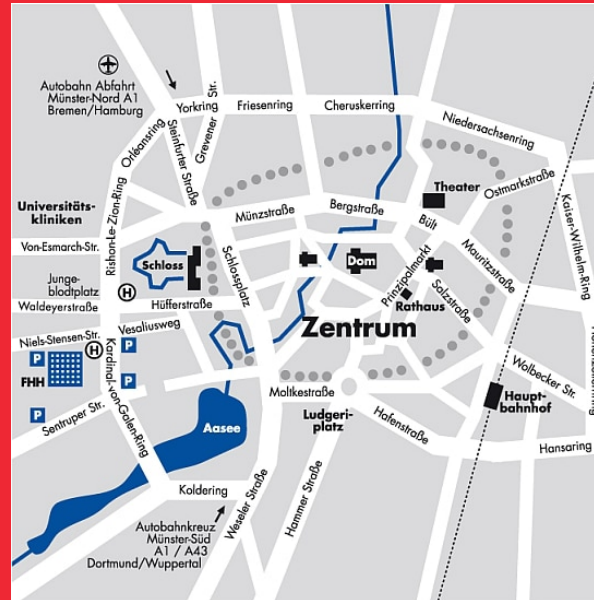 Autobahn Abfahrt
Münster-Nord A1
Bremen/Hamburg
Yorkring
Friesenring
Cheruskerring
Niedersachsenring
Orléansring
Steinfurter Straße
Grevener Str.
Rishon-Le-Zion-Ring
Universitäts-
kliniken
Von-Esmarch-Str.
Münzstraße
Bergstraße
Theater
Ostmarkstraße
Bült
Kaiser-Wilhelm-Ring
Mauritzstraße
Schloss
Schlossplatz
Dom
Prinzipalmarkt
Salzstraße
Junge-
blodtplatz
H
Waldeyerstraße
Hüfferstraße
Rathaus
Zentrum
Niels-Stensen-Str.
Vesaliusweg
P
H
P
FHH
P
P
Kardinal-von-Galen-Ring
Sentruper Str.
Moltkestraße
Ludgeri-
platz
Wolbecker Str.
Haupt-
bahnhof
Aasee
Hafenstraße
Hansaring
Koldering
Weseler Straße
Hammer Straße
Autobahnkreuz
Münster-Süd
A1 / A43
Dortmund/Wuppertal